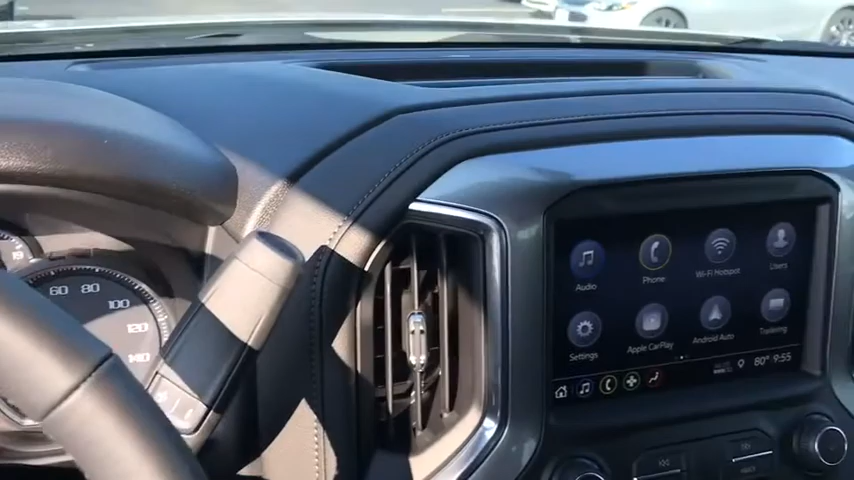 Audio
Phone
Wi-Fi Hotspot
Users
Settings
Apple CarPlay
Android Auto
Trailering
80° 9:55
60 80 100
120
140